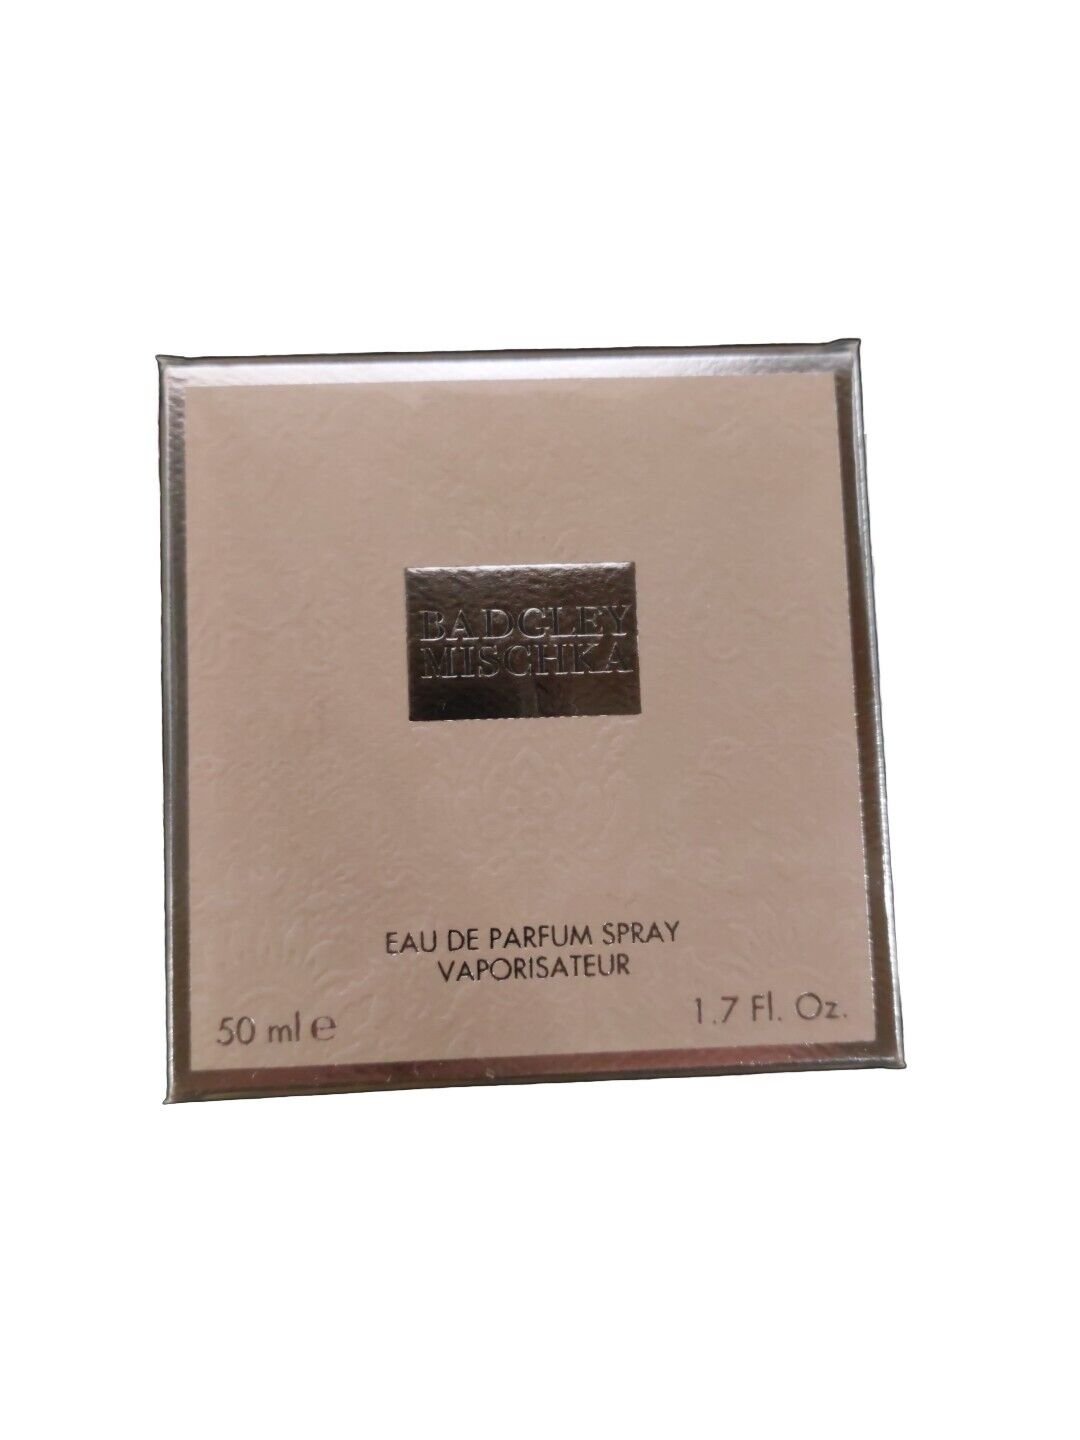 BADGLEY
MISCHKA
EAU DE PARFUM SPRAY
VAPORISATEUR
50 ml ℮
1.7 Fl. Oz.